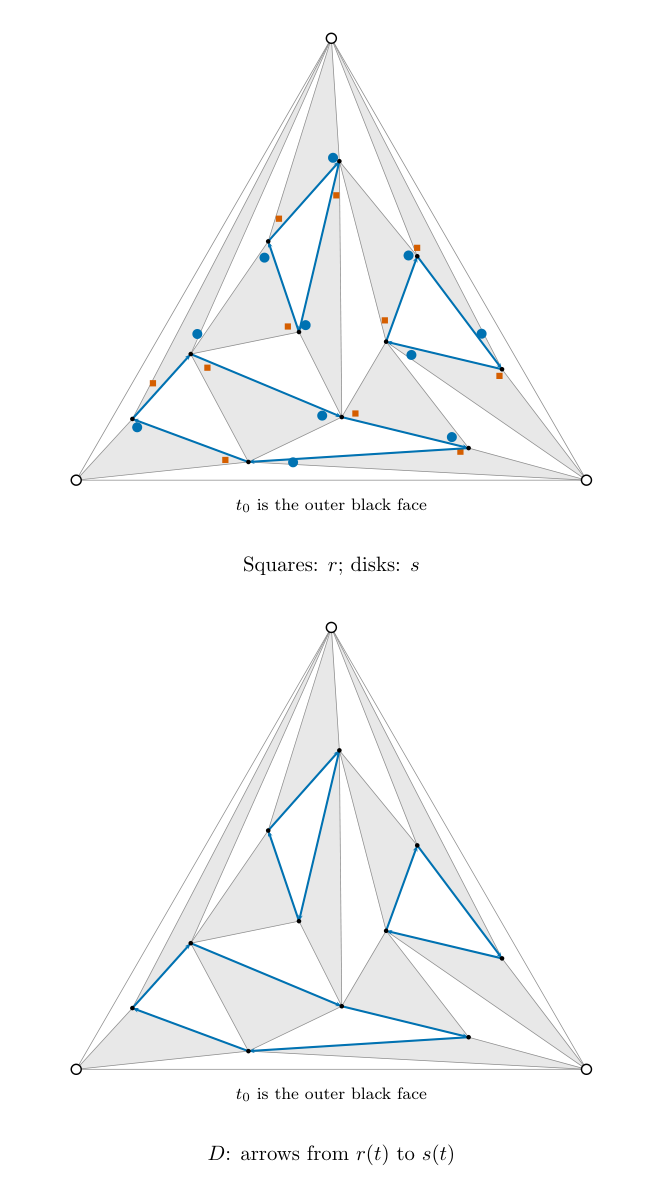 t₀ is the outer black face
Squares: r; disks: s
t₀ is the outer black face
D: arrows from r(t) to s(t)